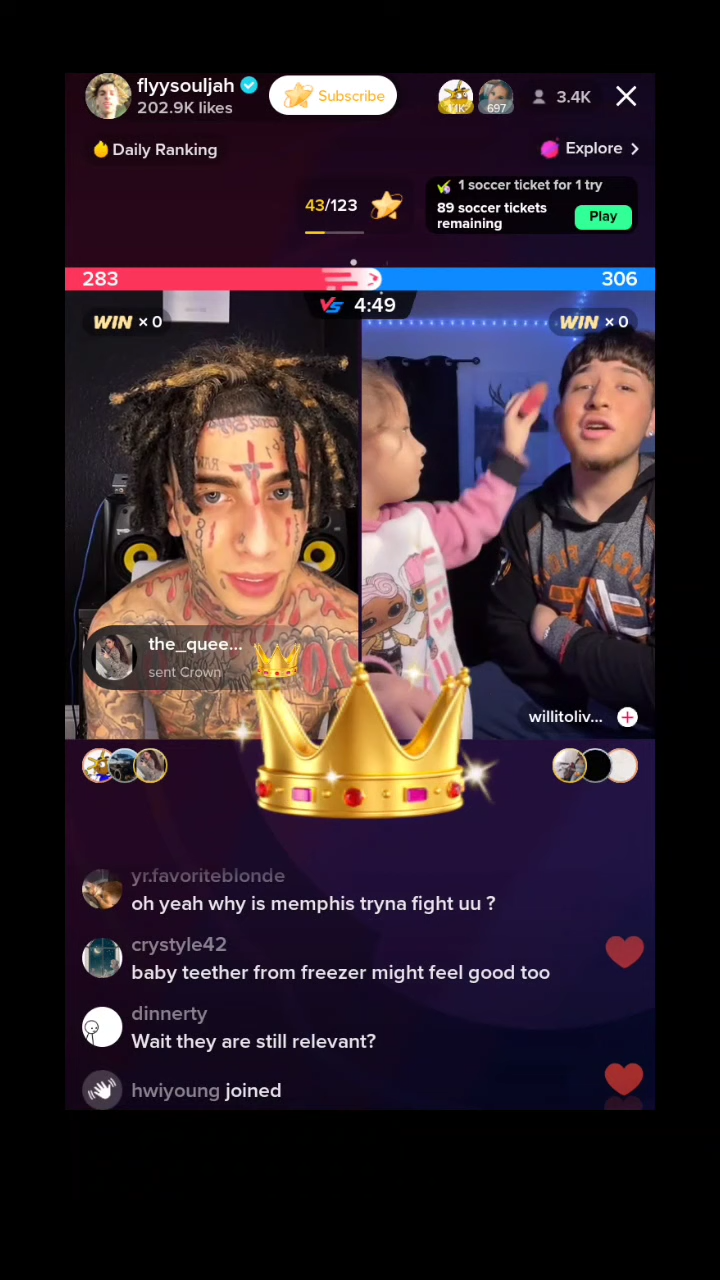 flyysouljah
202.9K likes
Subscribe
697
3.4K
Daily Ranking
Explore
43/123
1 soccer ticket for 1 try
89 soccer tickets
remaining
Play
283
306
VS 4:49
WIN × 0
WIN × 0
RAW
the_quee...
sent Crown
willitoliv...
yr.favoriteblonde
oh yeah why is memphis tryna fight uu ?
crystyle42
baby teether from freezer might feel good too
dinnerty
Wait they are still relevant?
hwiyoung joined